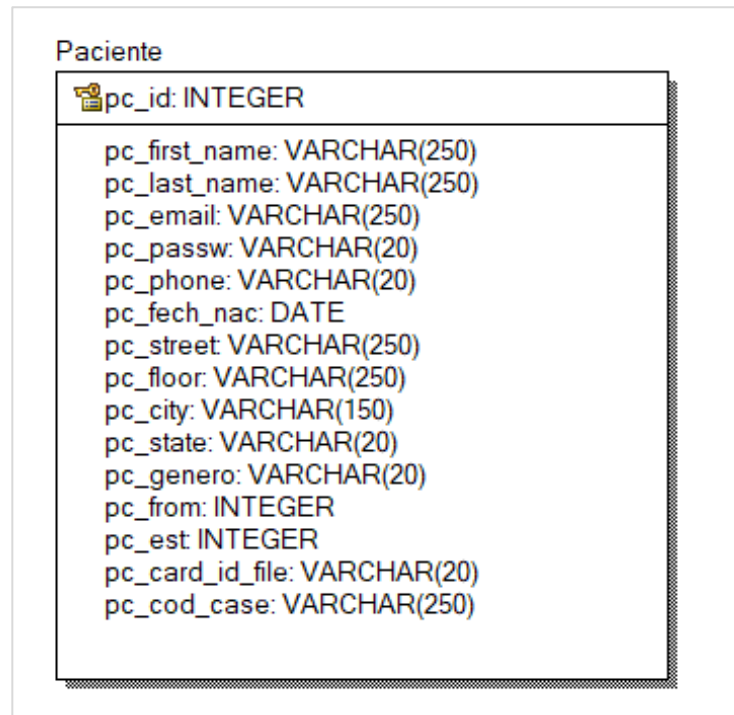 Paciente
pc_id: INTEGER
pc_first_name: VARCHAR(250)
pc_last_name: VARCHAR(250)
pc_email: VARCHAR(250)
pc_passw: VARCHAR(20)
pc_phone: VARCHAR(20)
pc_fech_nac: DATE
pc_street: VARCHAR(250)
pc_floor: VARCHAR(250)
pc_city: VARCHAR(150)
pc_state: VARCHAR(20)
pc_genero: VARCHAR(20)
pc_from: INTEGER
pc_est: INTEGER
pc_card_id_file: VARCHAR(20)
pc_cod_case: VARCHAR(250)